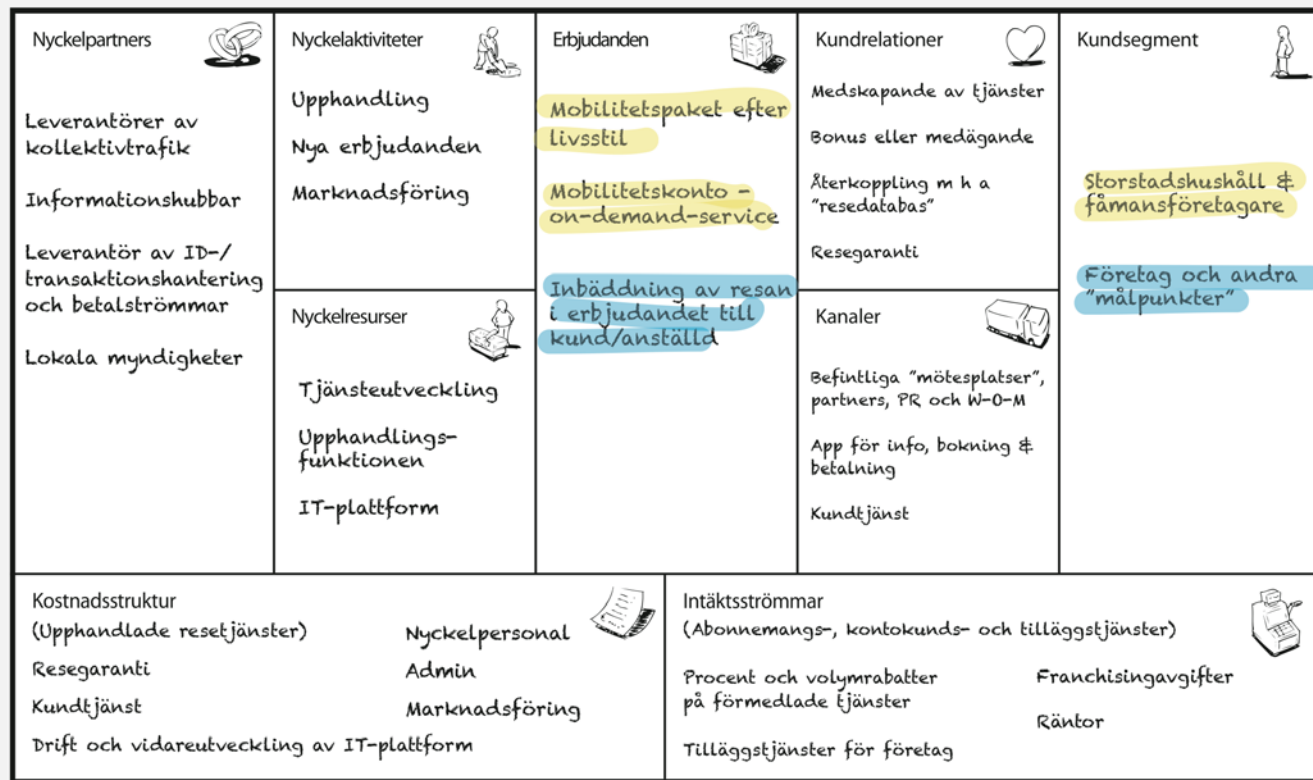 Nyckelpartners
Leverantörer av
kollektivtrafik
Informationshubbar
Leverantör av ID-/
transaktionshantering
och betalströmmar
Lokala myndigheter
Nyckelaktiviteter
Upphandling
Nya erbjudanden
Marknadsföring
Nyckelresurser
Tjänsteutveckling
Upphandlings-
funktionen
IT-plattform
Erbjudanden
Mobilitetspaket efter
livsstil
Mobilitetskonto -
on-demand-service
Inbäddning av resan
i erbjudandet till
kund/anställd
Kundrelationer
Medskapande av tjänster
Bonus eller medägande
Återkoppling m h a
"resedatabas"
Resegaranti
Kanaler
Befintliga "mötesplatser",
partners, PR och W-O-M
App för info, bokning &
betalning
Kundtjänst
Kundsegment
Storstadshushåll &
fåmansföretagare
Företag och andra
"målpunkter"
Kostnadsstruktur
(Upphandlade resetjänster)
Resegaranti
Kundtjänst
Drift och vidareutveckling av IT-plattform
Nyckelpersonal
Admin
Marknadsföring
Intäktsströmmar
(Abonnemangs-, kontokunds- och tilläggstjänster)
Procent och volymrabatter
på förmedlade tjänster
Tilläggstjänster för företag
Franchisingavgifter
Räntor